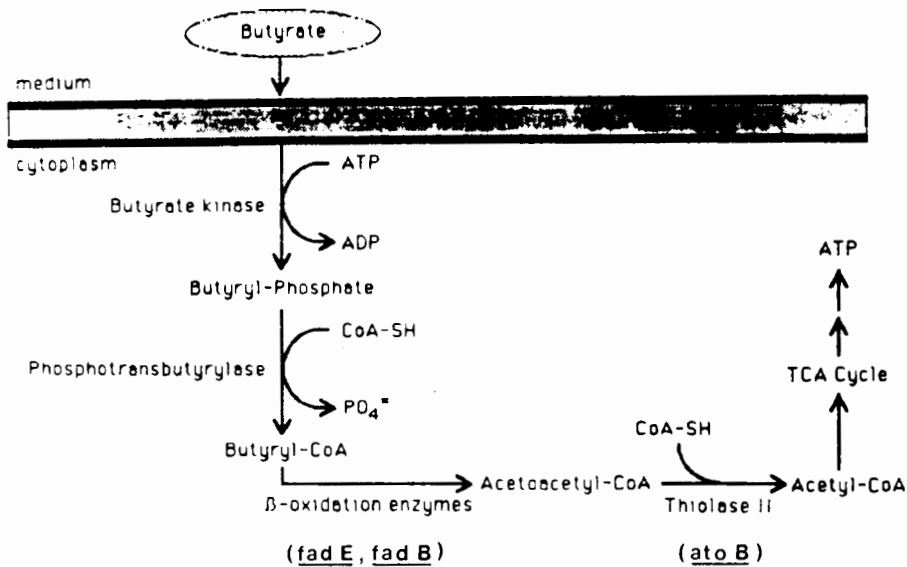 Butyrate
medium
cytoplasm
ATP
Butyrate kinase
ADP
Butyryl-Phosphate
CoA-SH
Phosphotransbutyrylase
PO4=
Butyryl-CoA
β-oxidation enzymes
Acetoacetyl-CoA
CoA-SH
Thiolase II
Acetyl-CoA
TCA Cycle
ATP
(fad E, fad B)
(ato B)